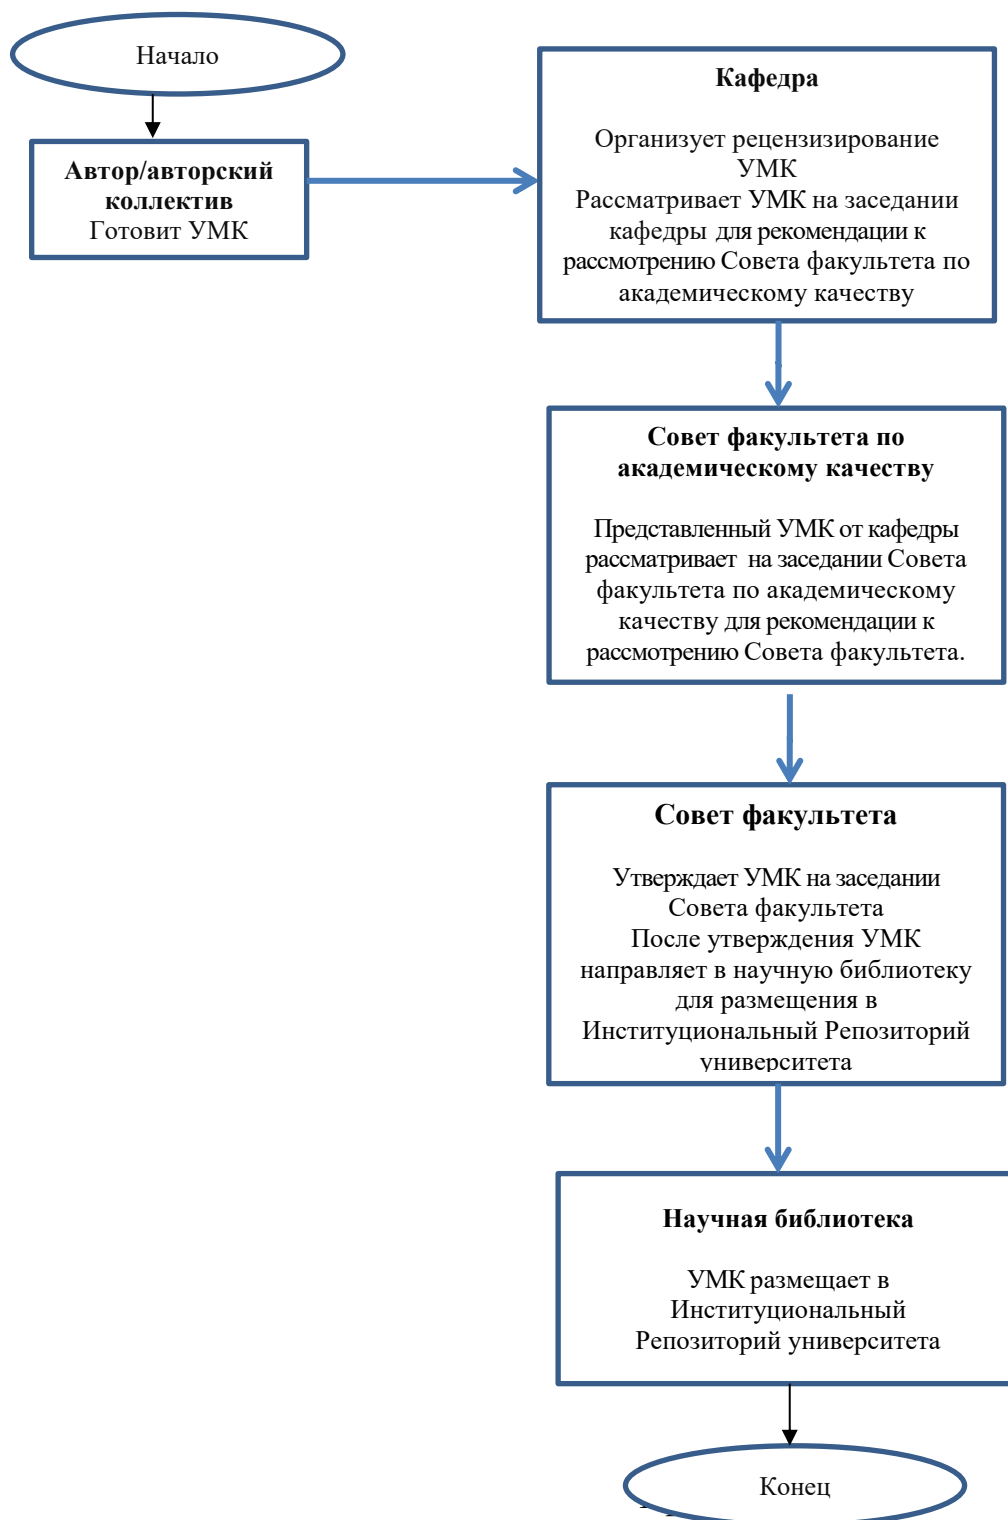 Начало
Автор/авторский
коллектив
Готовит УМК
Кафедра
Организует рецензизирование
УМК
Рассматривает УМК на заседании
кафедры для рекомендации к
рассмотрению Совета факультета по
академическому качеству
Совет факультета по
академическому качеству
Представленный УМК от кафедры
рассматривает на заседании Совета
факультета по академическому
качеству для рекомендации к
рассмотрению Совета факультета.
Совет факультета
Утверждает УМК на заседании
Совета факультета
После утверждения УМК
направляет в научную библиотеку
для размещения в
Институциональный Репозиторий
университета
Научная библиотека
УМК размещает в
Институциональный
Репозиторий университета
Конец